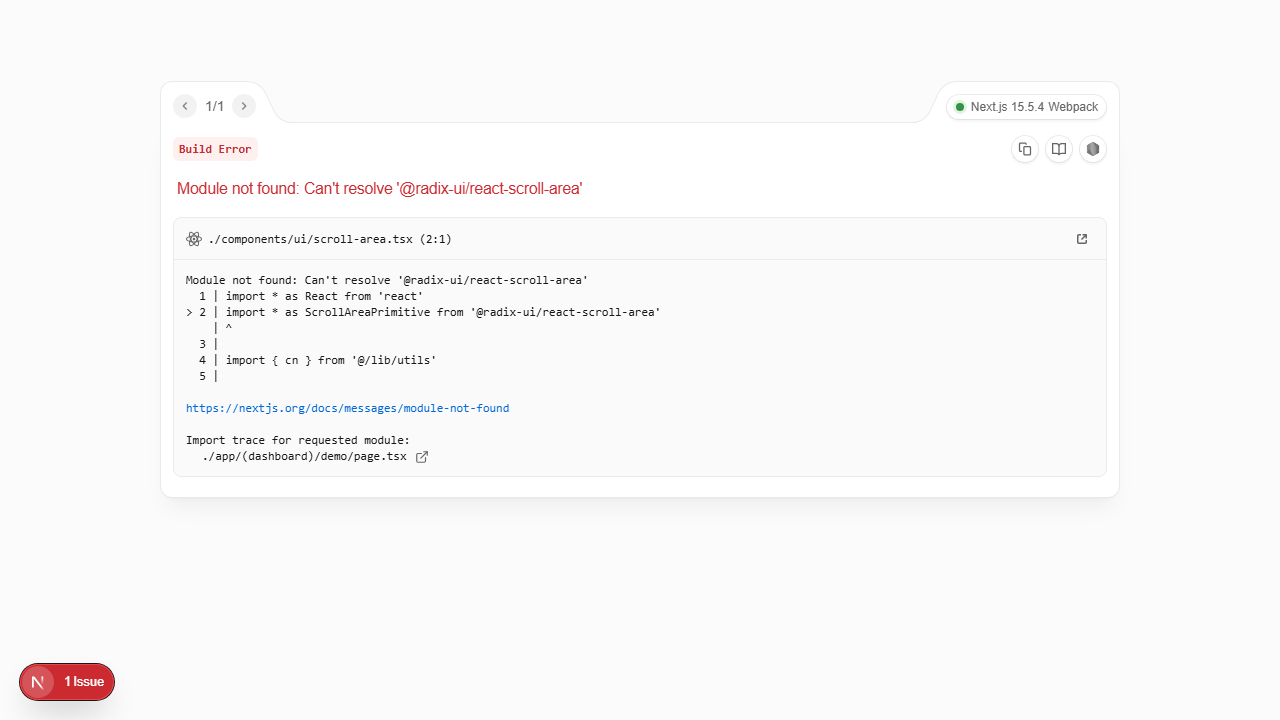 1/1
Next.js 15.5.4 Webpack
Build Error
Module not found: Can't resolve '@radix-ui/react-scroll-area'
./components/ui/scroll-area.tsx (2:1)
Module not found: Can't resolve '@radix-ui/react-scroll-area'
  1 | import * as React from 'react'
> 2 | import * as ScrollAreaPrimitive from '@radix-ui/react-scroll-area'
    | ^
  3 |
  4 | import { cn } from '@/lib/utils'
  5 |
https://nextjs.org/docs/messages/module-not-found
Import trace for requested module:
./app/(dashboard)/demo/page.tsx
N 1 Issue